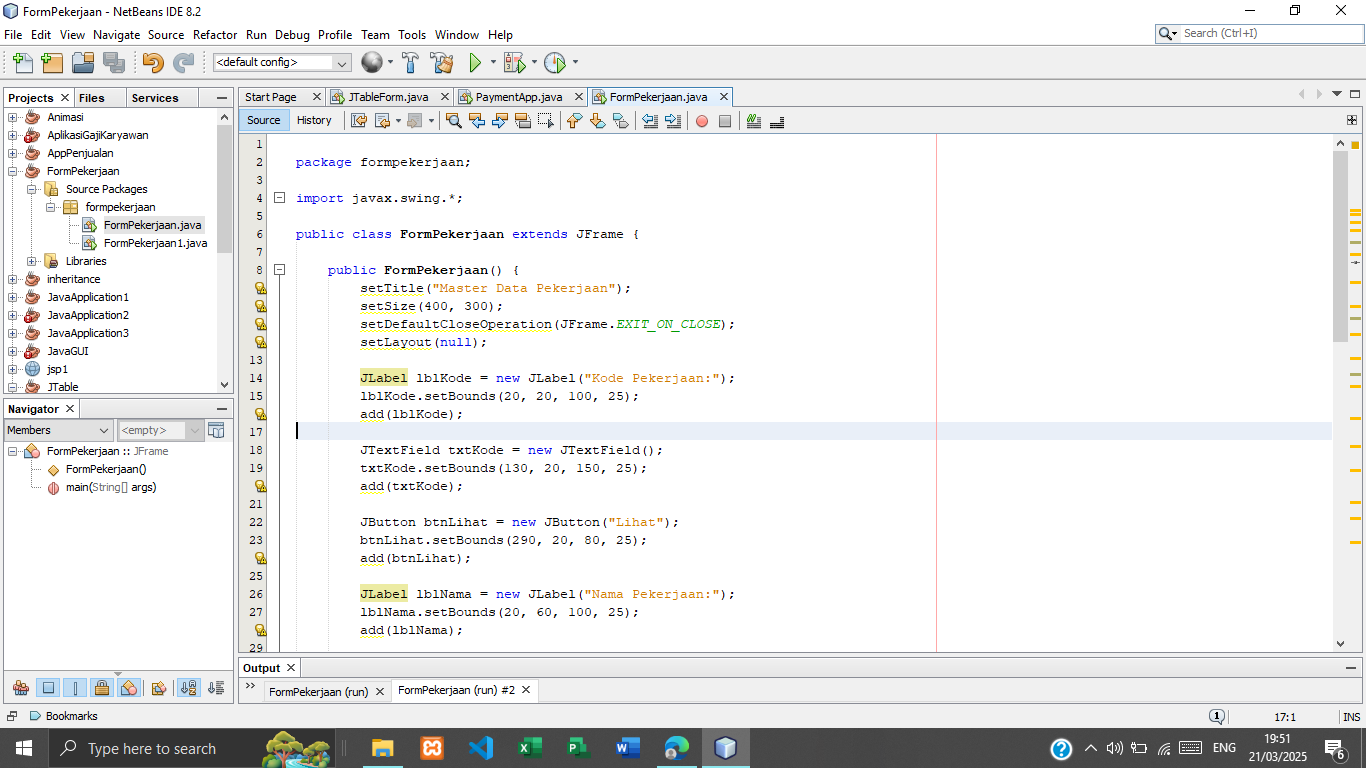 FormPekerjaan - NetBeans IDE 8.2
File Edit View Navigate Source Refactor Run Debug Profile Team Tools Window Help
Search (Ctrl+I)
<default config>
Projects Files Services
Start Page JTableForm.java PaymentApp.java FormPekerjaan.java
Source History
Animasi
AplikasiGajiKaryawan
AppPenjualan
FormPekerjaan
Source Packages
formpekerjaan
FormPekerjaan.java
FormPekerjaan1.java
Libraries
inheritance
JavaApplication1
JavaApplication2
JavaApplication3
JavaGUI
jsp1
JTable
Navigator
Members <empty>
FormPekerjaan :: JFrame
FormPekerjaan()
main(String[] args)
1
2 package formpekerjaan;
3
4 import javax.swing.*;
5
6 public class FormPekerjaan extends JFrame {
7
8 public FormPekerjaan() {
setTitle("Master Data Pekerjaan");
setSize(400, 300);
setDefaultCloseOperation(JFrame.EXIT_ON_CLOSE);
setLayout(null);
13
14 JLabel lblKode = new JLabel("Kode Pekerjaan:");
15 lblKode.setBounds(20, 20, 100, 25);
add(lblKode);
17
18 JTextField txtKode = new JTextField();
19 txtKode.setBounds(130, 20, 150, 25);
add(txtKode);
21
22 JButton btnLihat = new JButton("Lihat");
23 btnLihat.setBounds(290, 20, 80, 25);
add(btnLihat);
25
26 JLabel lblNama = new JLabel("Nama Pekerjaan:");
27 lblNama.setBounds(20, 60, 100, 25);
add(lblNama);
29
Output
FormPekerjaan (run) FormPekerjaan (run) #2
Bookmarks
1 17:1 INS
Type here to search
ENG
19:51
21/03/2025
6